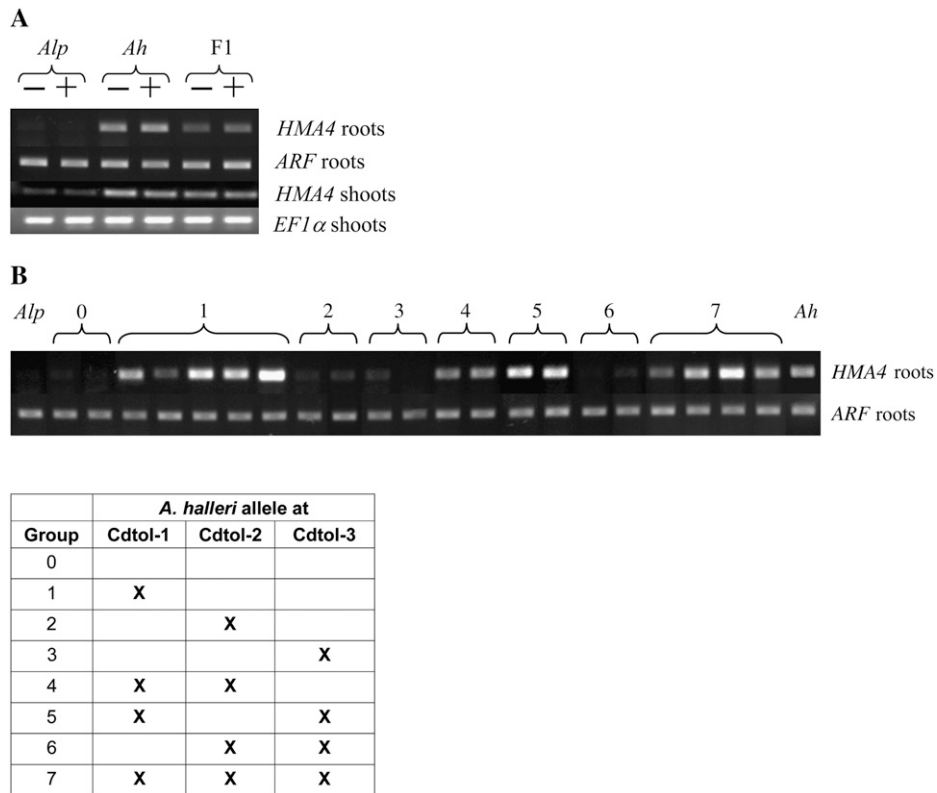 A
Alp Ah F1
− + − + − +
HMA4 roots
ARF roots
HMA4 shoots
EF1α shoots
B
Alp 0 1 2 3 4 5 6 7 Ah
HMA4 roots
ARF roots
A. halleri allele at
Group Cdtol-1 Cdtol-2 Cdtol-3
0
1 X
2 X
3 X
4 X X
5 X X
6 X X
7 X X X